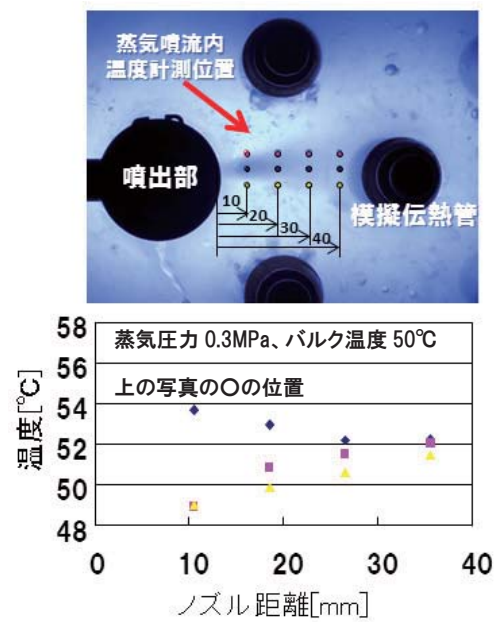 蒸気噴流内
温度計測位置
噴出部
模擬伝熱管
10
20
30
40
58
56
54
52
50
48
温度[℃]
蒸気圧力 0.3MPa、バルク温度 50℃
上の写真の〇の位置
0 10 20 30 40
ノズル距離[mm]